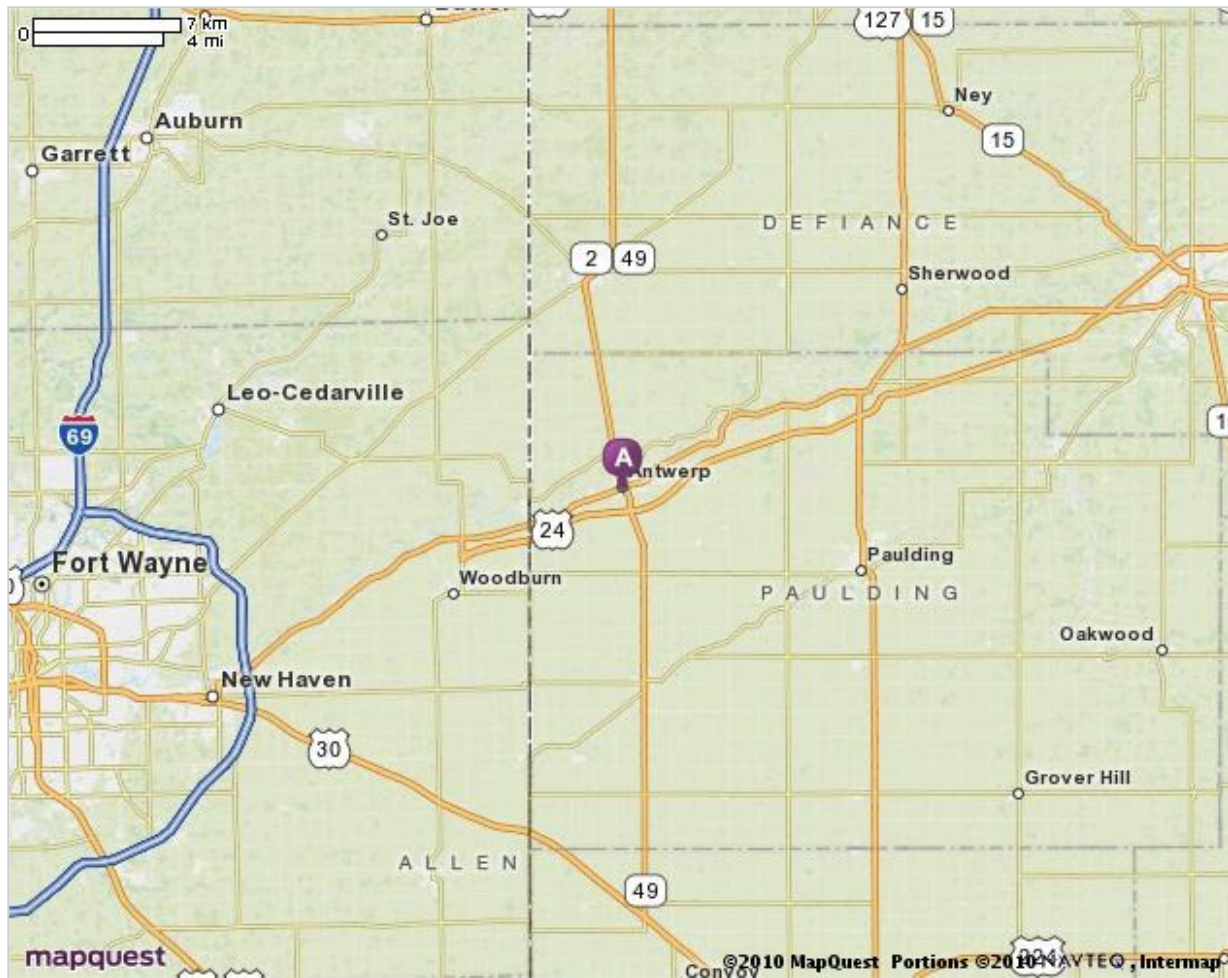 0
7 km
4 mi
127
15
Ney
Auburn
Garrett
15
St. Joe
DEFIANCE
2
49
Sherwood
Leo-Cedarville
69
A
Antwerp
24
Fort Wayne
Paulding
Woodburn
PAULDING
Oakwood
New Haven
30
Grover Hill
ALLEN
49
mapquest
©2010 MapQuest Portions ©2010 NAVTEQ, Intermap
Convoy